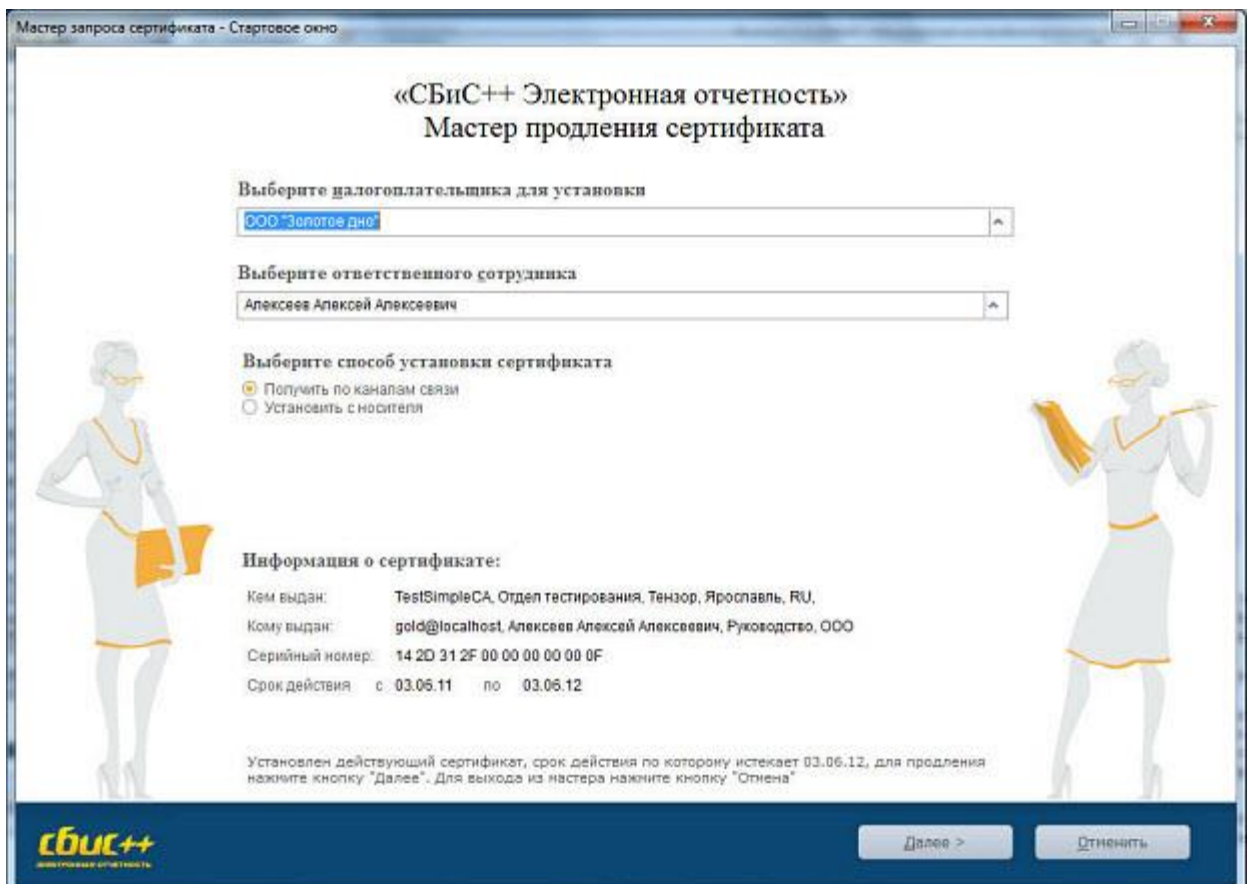 Мастер запроса сертификата - Стартовое окно
«СБиС++ Электронная отчетность»
Мастер продления сертификата
Выберите налогоплательщика для установки
ООО "Золотое дно"
Выберите ответственного сотрудника
Алексеев Алексей Алексеевич
Выберите способ установки сертификата
Получить по каналам связи
Установить с носителя
Информация о сертификате:
Кем выдан: TestSimpleCA, Отдел тестирования, Тензор, Ярославль, RU,
Кому выдан: gold@localhost, Алексеев Алексей Алексеевич, Руководство, ООО
Серийный номер: 14 2D 31 2F 00 00 00 00 00 0F
Срок действия с 03.06.11 по 03.06.12
Установлен действующий сертификат, срок действия по которому истекает 03.06.12, для продления
нажмите кнопку "Далее". Для выхода из мастера нажмите кнопку "Отмена"
сбис++
ЭЛЕКТРОННАЯ ОТЧЕТНОСТЬ
Далее >
Отменить